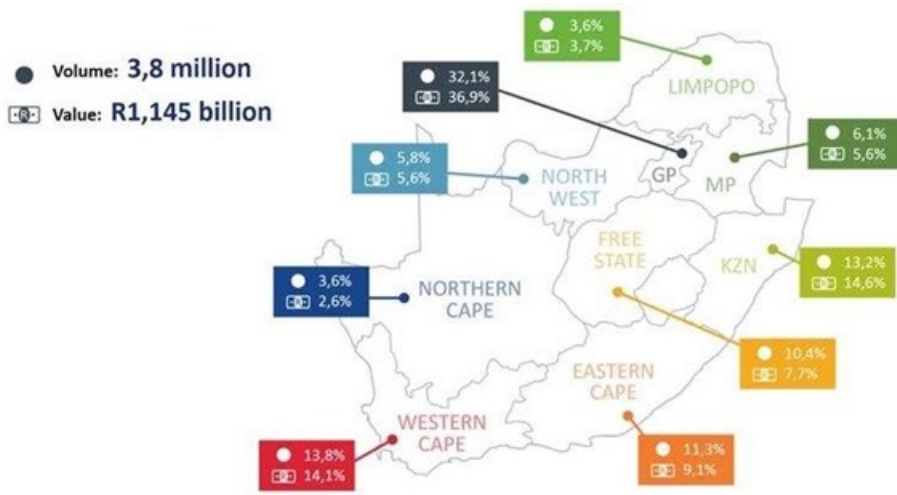 Volume: 3,8 million
Value: R1,145 billion
3,6%
R 3,7%
LIMPOPO
32,1%
R 36,9%
6,1%
R 5,6%
5,8%
R 5,6%
NORTH
WEST
GP
MP
FREE
STATE
KZN
13,2%
R 14,6%
3,6%
R 2,6%
NORTHERN
CAPE
10,4%
R 7,7%
EASTERN
CAPE
WESTERN
CAPE
13,8%
R 14,1%
11,3%
R 9,1%